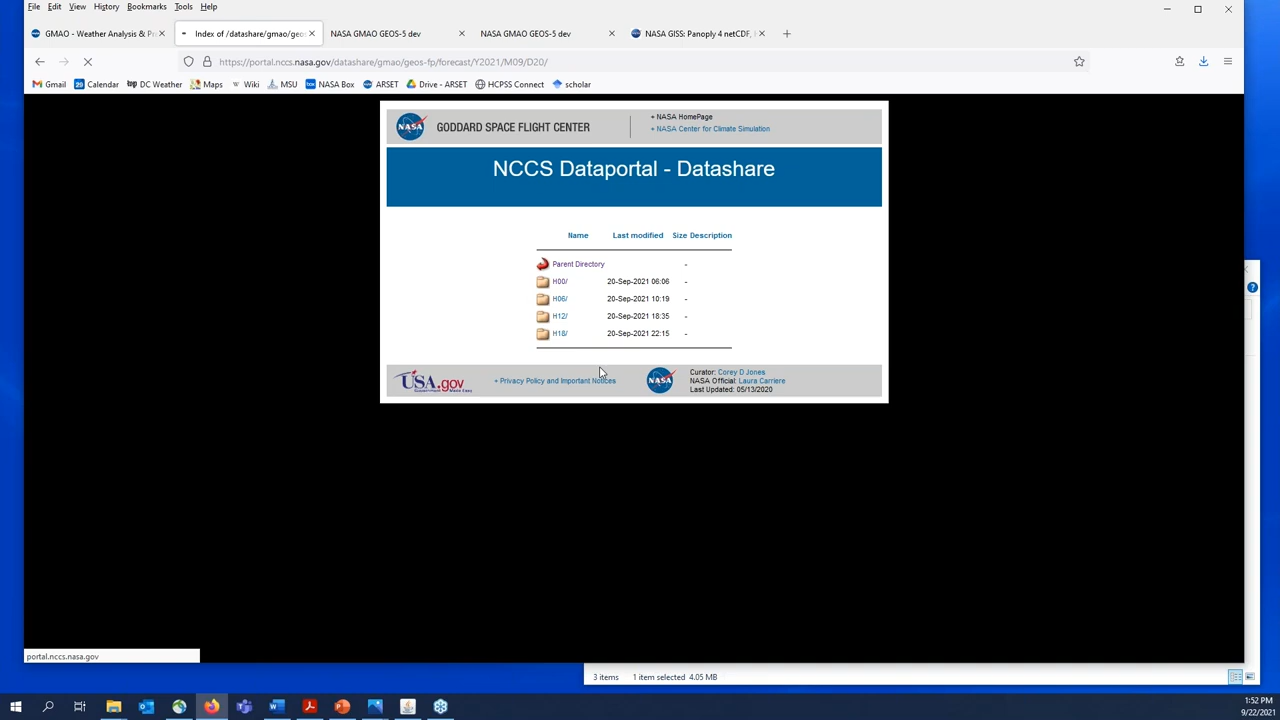 File Edit View History Bookmarks Tools Help
GMAO - Weather Analysis & Pr
Index of /datashare/gmao/geos-
NASA GMAO GEOS-5 dev
NASA GMAO GEOS-5 dev
NASA GISS: Panoply 4 netCDF,
https://portal.nccs.nasa.gov/datashare/gmao/geos-fp/forecast/Y2021/M09/D20/
Gmail Calendar DC Weather Maps Wiki MSU NASA Box ARSET Drive - ARSET HCPSS Connect scholar
NASA
GODDARD SPACE FLIGHT CENTER
+ NASA HomePage
+ NASA Center for Climate Simulation
NCCS Dataportal - Datashare
Name Last modified Size Description
Parent Directory -
H00/ 20-Sep-2021 06:06 -
H06/ 20-Sep-2021 10:19 -
H12/ 20-Sep-2021 18:35 -
H18/ 20-Sep-2021 22:15 -
USA.gov
+ Privacy Policy and Important Notices
NASA
Curator: Corey D Jones
NASA Official: Laura Carriere
Last Updated: 05/13/2020
portal.nccs.nasa.gov
3 items 1 item selected 4.05 MB
1:52 PM
9/22/2021